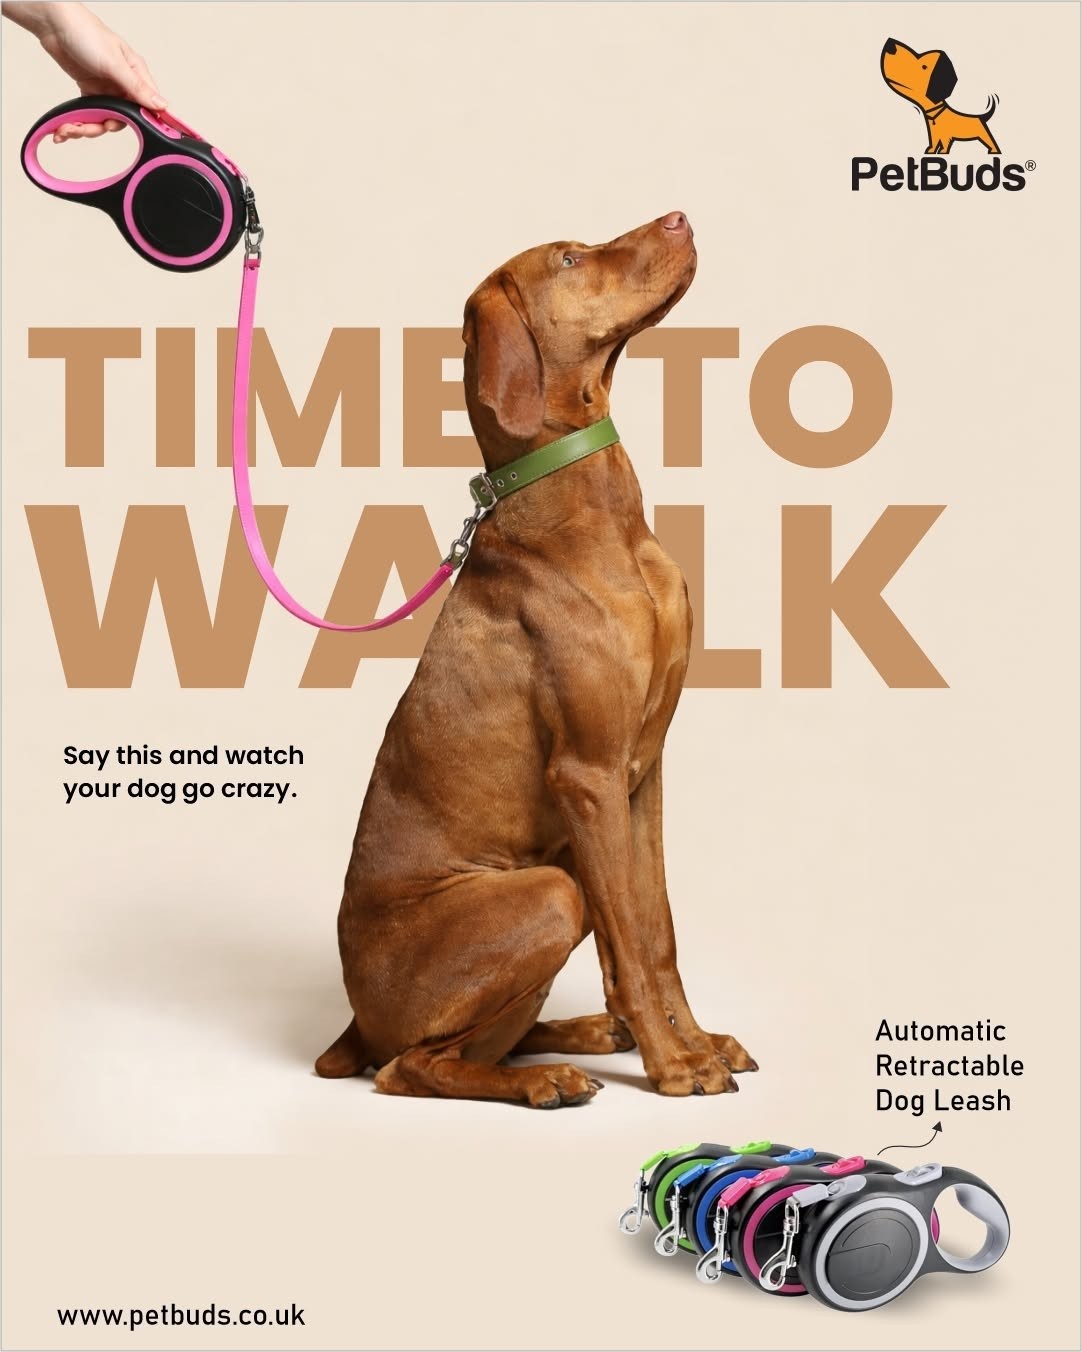 PetBuds®
TIME TO
WALK
Say this and watch
your dog go crazy.
Automatic
Retractable
Dog Leash
www.petbuds.co.uk